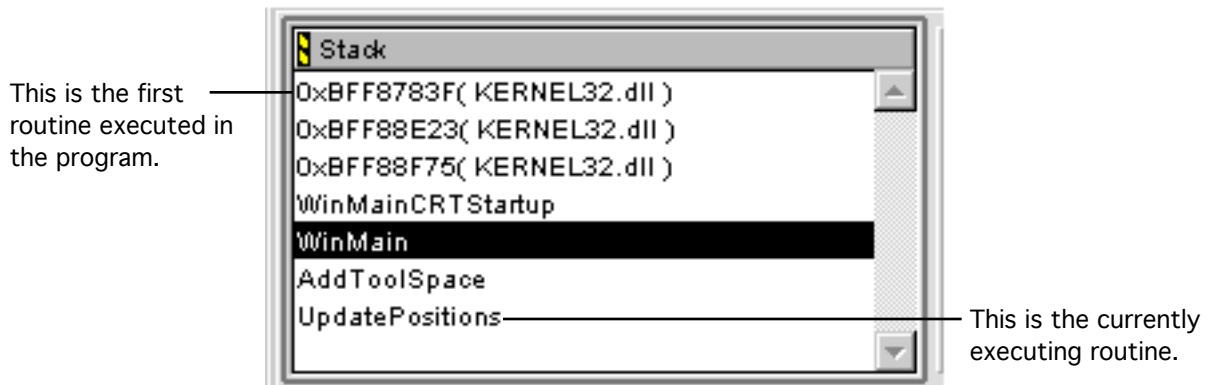 Stack
This is the first
routine executed in
the program.
0xBFF8783F( KERNEL32.dll )
0xBFF88E23( KERNEL32.dll )
0xBFF88F75( KERNEL32.dll )
WinMainCRTStartup
WinMain
AddToolSpace
UpdatePositions
This is the currently
executing routine.